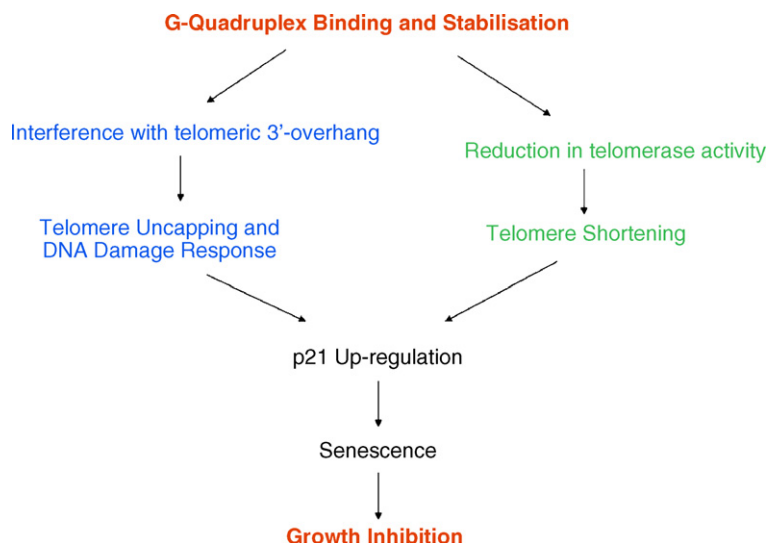 G-Quadruplex Binding and Stabilisation
Interference with telomeric 3'-overhang
Reduction in telomerase activity
Telomere Uncapping and
DNA Damage Response
Telomere Shortening
p21 Up-regulation
Senescence
Growth Inhibition